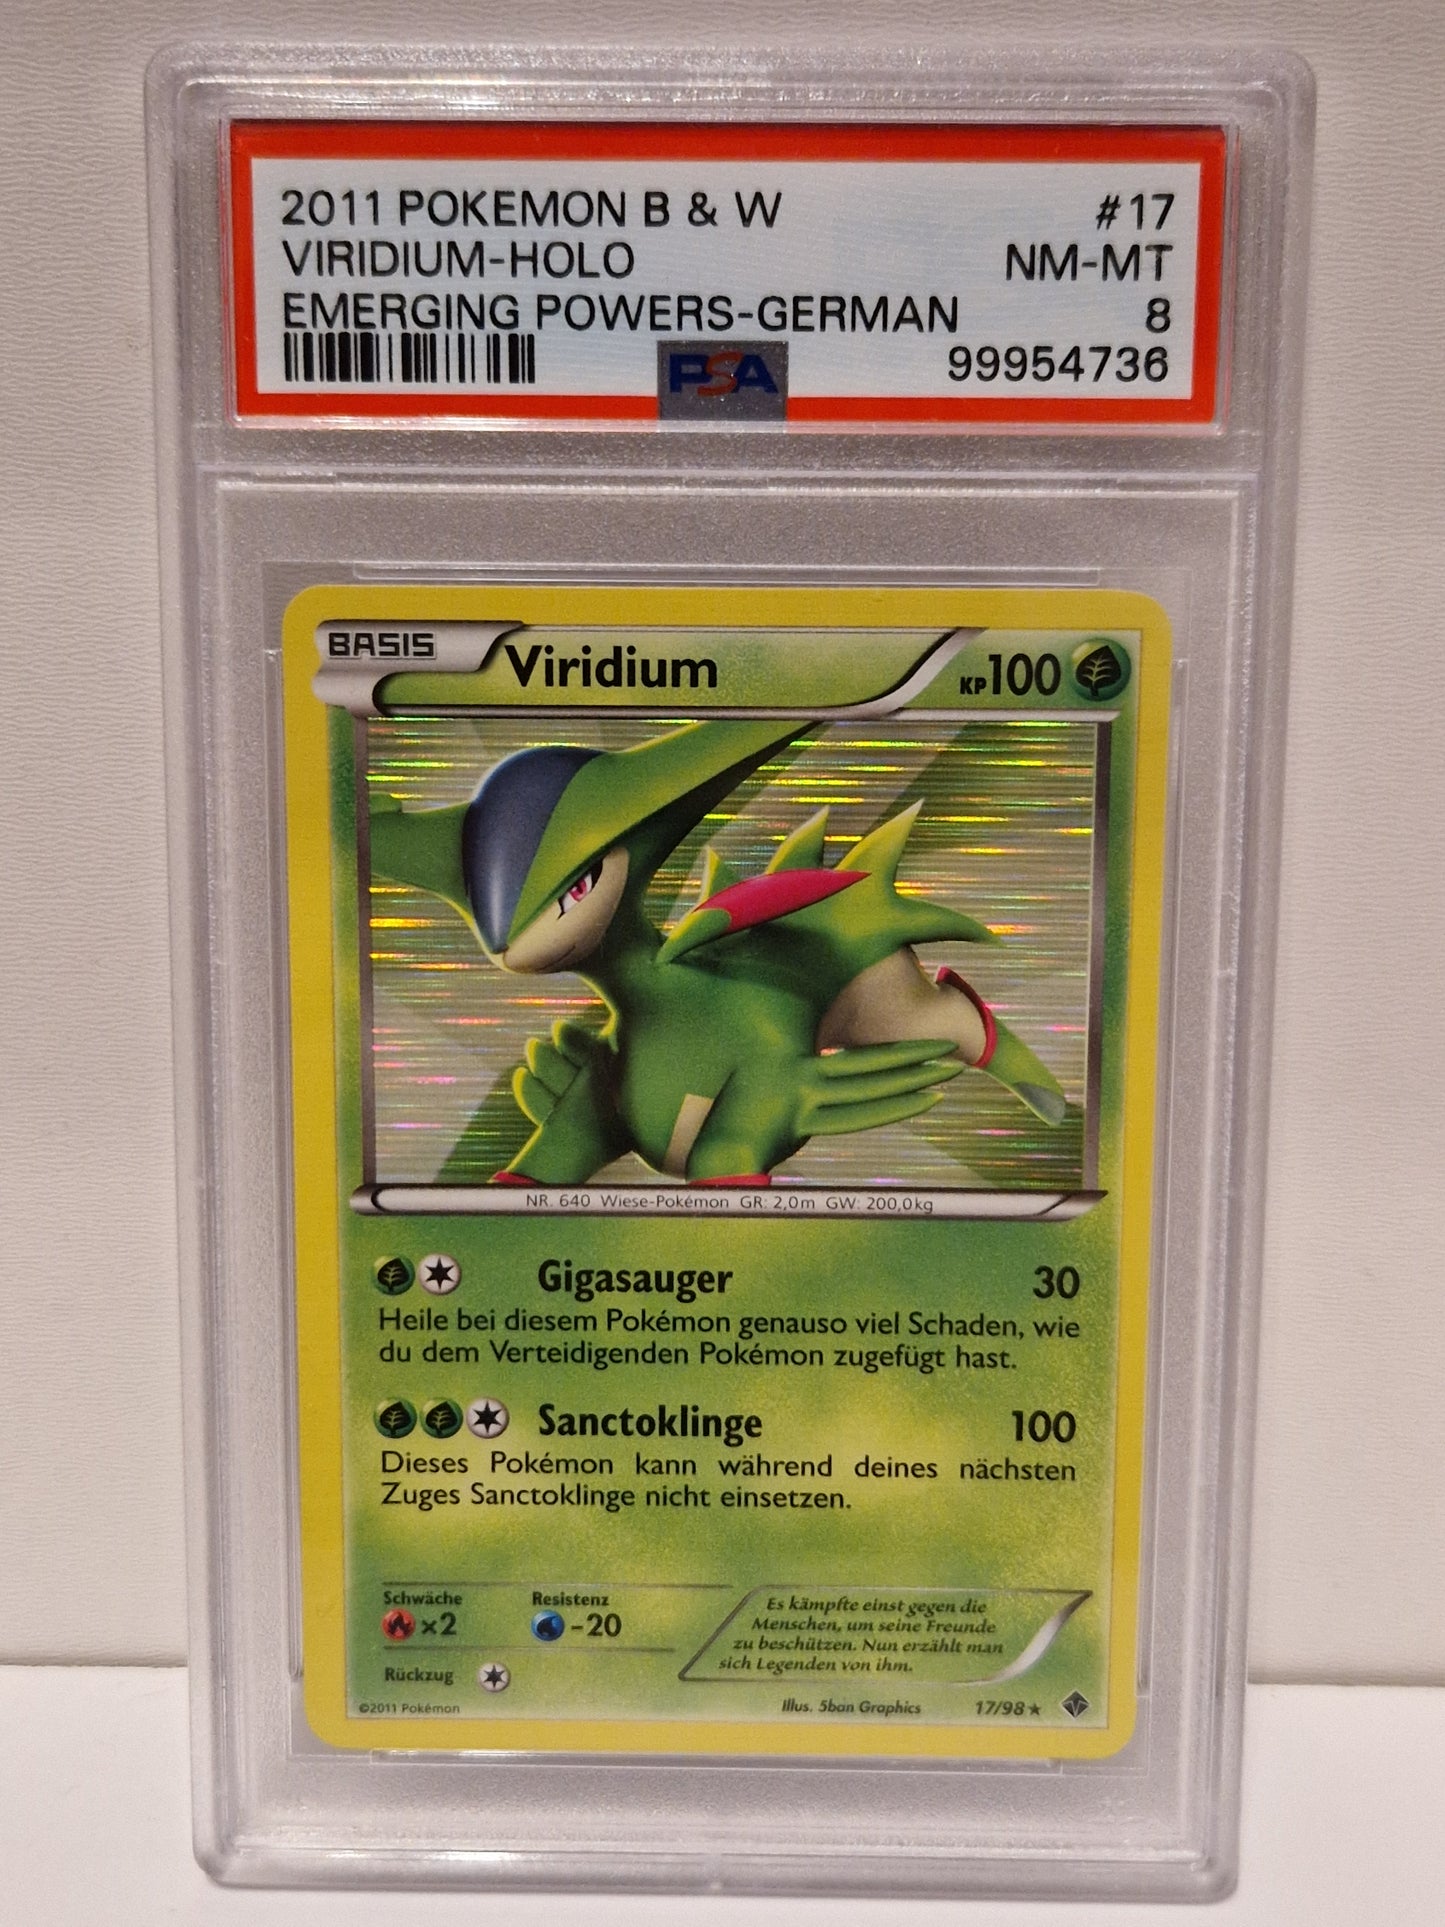 2011 POKEMON B & W #17
VIRIDIUM-HOLO NM-MT
EMERGING POWERS-GERMAN 8
PSA 99954736
BASIS Viridium KP100
NR. 640 Wiese-Pokémon GR: 2,0m GW: 200,0kg
Gigasauger 30
Heile bei diesem Pokémon genauso viel Schaden, wie
du dem Verteidigenden Pokémon zugefügt hast.
Sanctoklinge 100
Dieses Pokémon kann während deines nächsten
Zuges Sanctoklinge nicht einsetzen.
Schwäche Resistenz
×2 -20
Rückzug
Es kämpfte einst gegen die
Menschen, um seine Freunde
zu beschützen. Nun erzählt man
sich Legenden von ihm.
©2011 Pokémon Illus. 5ban Graphics 17/98 ★